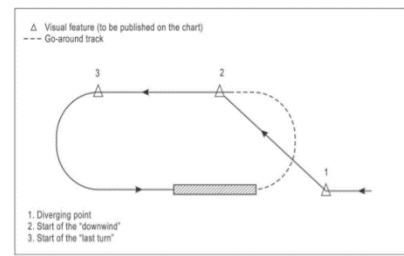 △ Visual feature (to be published on the chart)
--- Go-around track
3
2
1
1. Diverging point
2. Start of the "downwind"
3. Start of the "last turn"